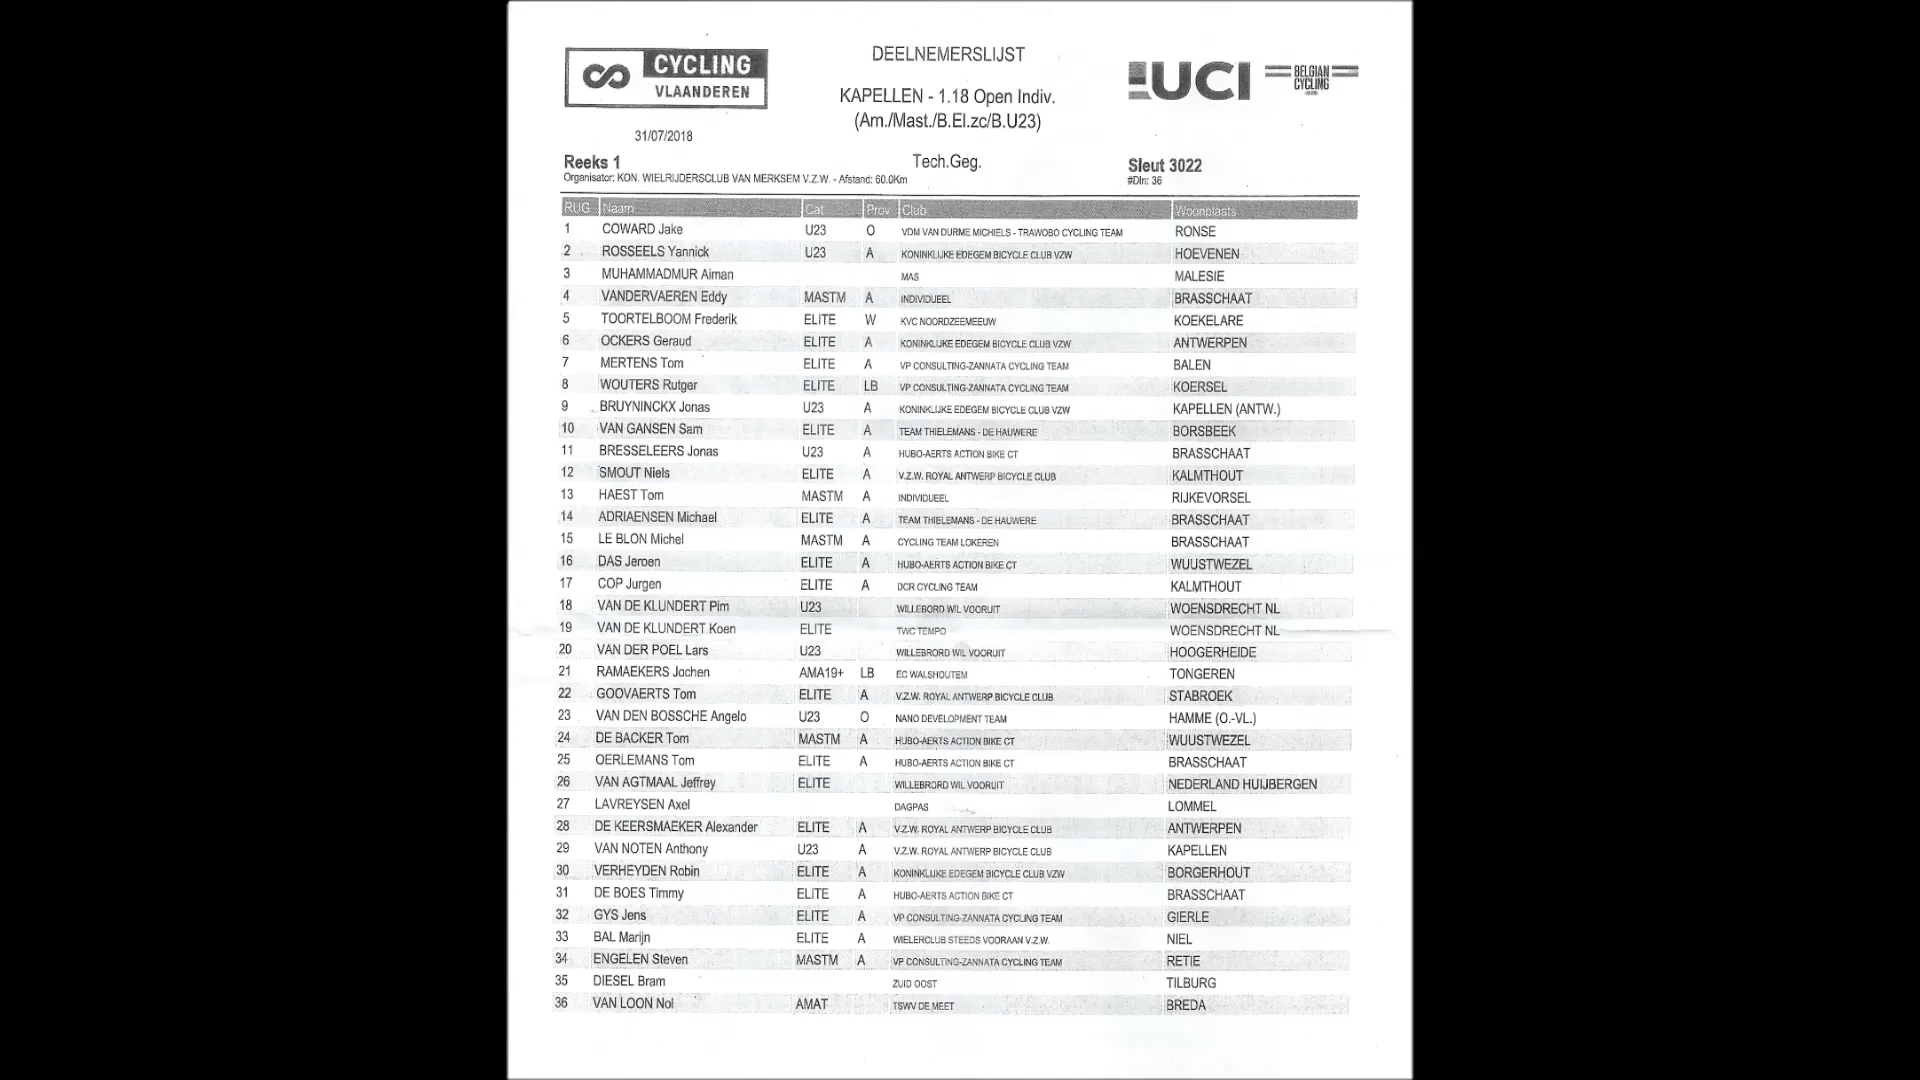 CYCLING
VLAANDEREN
DEELNEMERSLIJST
KAPELLEN - 1.18 Open Indiv.
(Am./Mast./B.El.zc/B.U23)
UCI
BELGIAN
CYCLING
31/07/2018
Reeks 1 Tech.Geg. Sleut 3022
Organisator: KON. WIELRIJDERSCLUB VAN MERKSEM V.Z.W. - Afstand: 60.0Km #Dln: 36
RUG Naam Cat Prov Club Woonplaats
1 COWARD Jake U23 O VDM VAN DURME MICHIELS - TRAWOBO CYCLING TEAM RONSE
2 ROSSEELS Yannick U23 A KONINKLIJKE EDEGEM BICYCLE CLUB VZW HOEVENEN
3 MUHAMMADMUR Aiman MAS MALESIE
4 VANDERVAEREN Eddy MASTM A INDIVIDUEEL BRASSCHAAT
5 TOORTELBOOM Frederik ELITE W KVC NOORDZEEMEEUW KOEKELARE
6 OCKERS Geraud ELITE A KONINKLIJKE EDEGEM BICYCLE CLUB VZW ANTWERPEN
7 MERTENS Tom ELITE A VP CONSULTING-ZANNATA CYCLING TEAM BALEN
8 WOUTERS Rutger ELITE LB VP CONSULTING-ZANNATA CYCLING TEAM KOERSEL
9 BRUYNINCKX Jonas U23 A KONINKLIJKE EDEGEM BICYCLE CLUB VZW KAPELLEN (ANTW.)
10 VAN GANSEN Sam ELITE A TEAM THIELEMANS - DE HAUWERE BORSBEEK
11 BRESSELEERS Jonas U23 A HUBO-AERTS ACTION BIKE CT BRASSCHAAT
12 SMOUT Niels ELITE A V.Z.W. ROYAL ANTWERP BICYCLE CLUB KALMTHOUT
13 HAEST Tom MASTM A INDIVIDUEEL RIJKEVORSEL
14 ADRIAENSEN Michael ELITE A TEAM THIELEMANS - DE HAUWERE BRASSCHAAT
15 LE BLON Michel MASTM A CYCLING TEAM LOKEREN BRASSCHAAT
16 DAS Jeroen ELITE A HUBO-AERTS ACTION BIKE CT WUUSTWEZEL
17 COP Jurgen ELITE A DCR CYCLING TEAM KALMTHOUT
18 VAN DE KLUNDERT Pim U23 WILLEBORD WIL VOORUIT WOENSDRECHT NL
19 VAN DE KLUNDERT Koen ELITE TWC TEMPO WOENSDRECHT NL
20 VAN DER POEL Lars U23 WILLEBRORD WIL VOORUIT HOOGERHEIDE
21 RAMAEKERS Jochen AMA19+ LB EC WALSHOUTEM TONGEREN
22 GOOVAERTS Tom ELITE A V.Z.W. ROYAL ANTWERP BICYCLE CLUB STABROEK
23 VAN DEN BOSSCHE Angelo U23 O NANO DEVELOPMENT TEAM HAMME (O.-VL.)
24 DE BACKER Tom MASTM A HUBO-AERTS ACTION BIKE CT WUUSTWEZEL
25 OERLEMANS Tom ELITE A HUBO-AERTS ACTION BIKE CT BRASSCHAAT
26 VAN AGTMAAL Jeffrey ELITE WILLEBRORD WIL VOORUIT NEDERLAND HUIJBERGEN
27 LAVREYSEN Axel DAGPAS LOMMEL
28 DE KEERSMAEKER Alexander ELITE A V.Z.W. ROYAL ANTWERP BICYCLE CLUB ANTWERPEN
29 VAN NOTEN Anthony U23 A V.Z.W. ROYAL ANTWERP BICYCLE CLUB KAPELLEN
30 VERHEYDEN Robin ELITE A KONINKLIJKE EDEGEM BICYCLE CLUB VZW BORGERHOUT
31 DE BOES Timmy ELITE A HUBO-AERTS ACTION BIKE CT BRASSCHAAT
32 GYS Jens ELITE A VP CONSULTING-ZANNATA CYCLING TEAM GIERLE
33 BAL Marijn ELITE A WIELERCLUB STEEDS VOORAAN V.Z.W. NIEL
34 ENGELEN Steven MASTM A VP CONSULTING-ZANNATA CYCLING TEAM RETIE
35 DIESEL Bram ZUID OOST TILBURG
36 VAN LOON Nol AMAT TSWV DE MEET BREDA